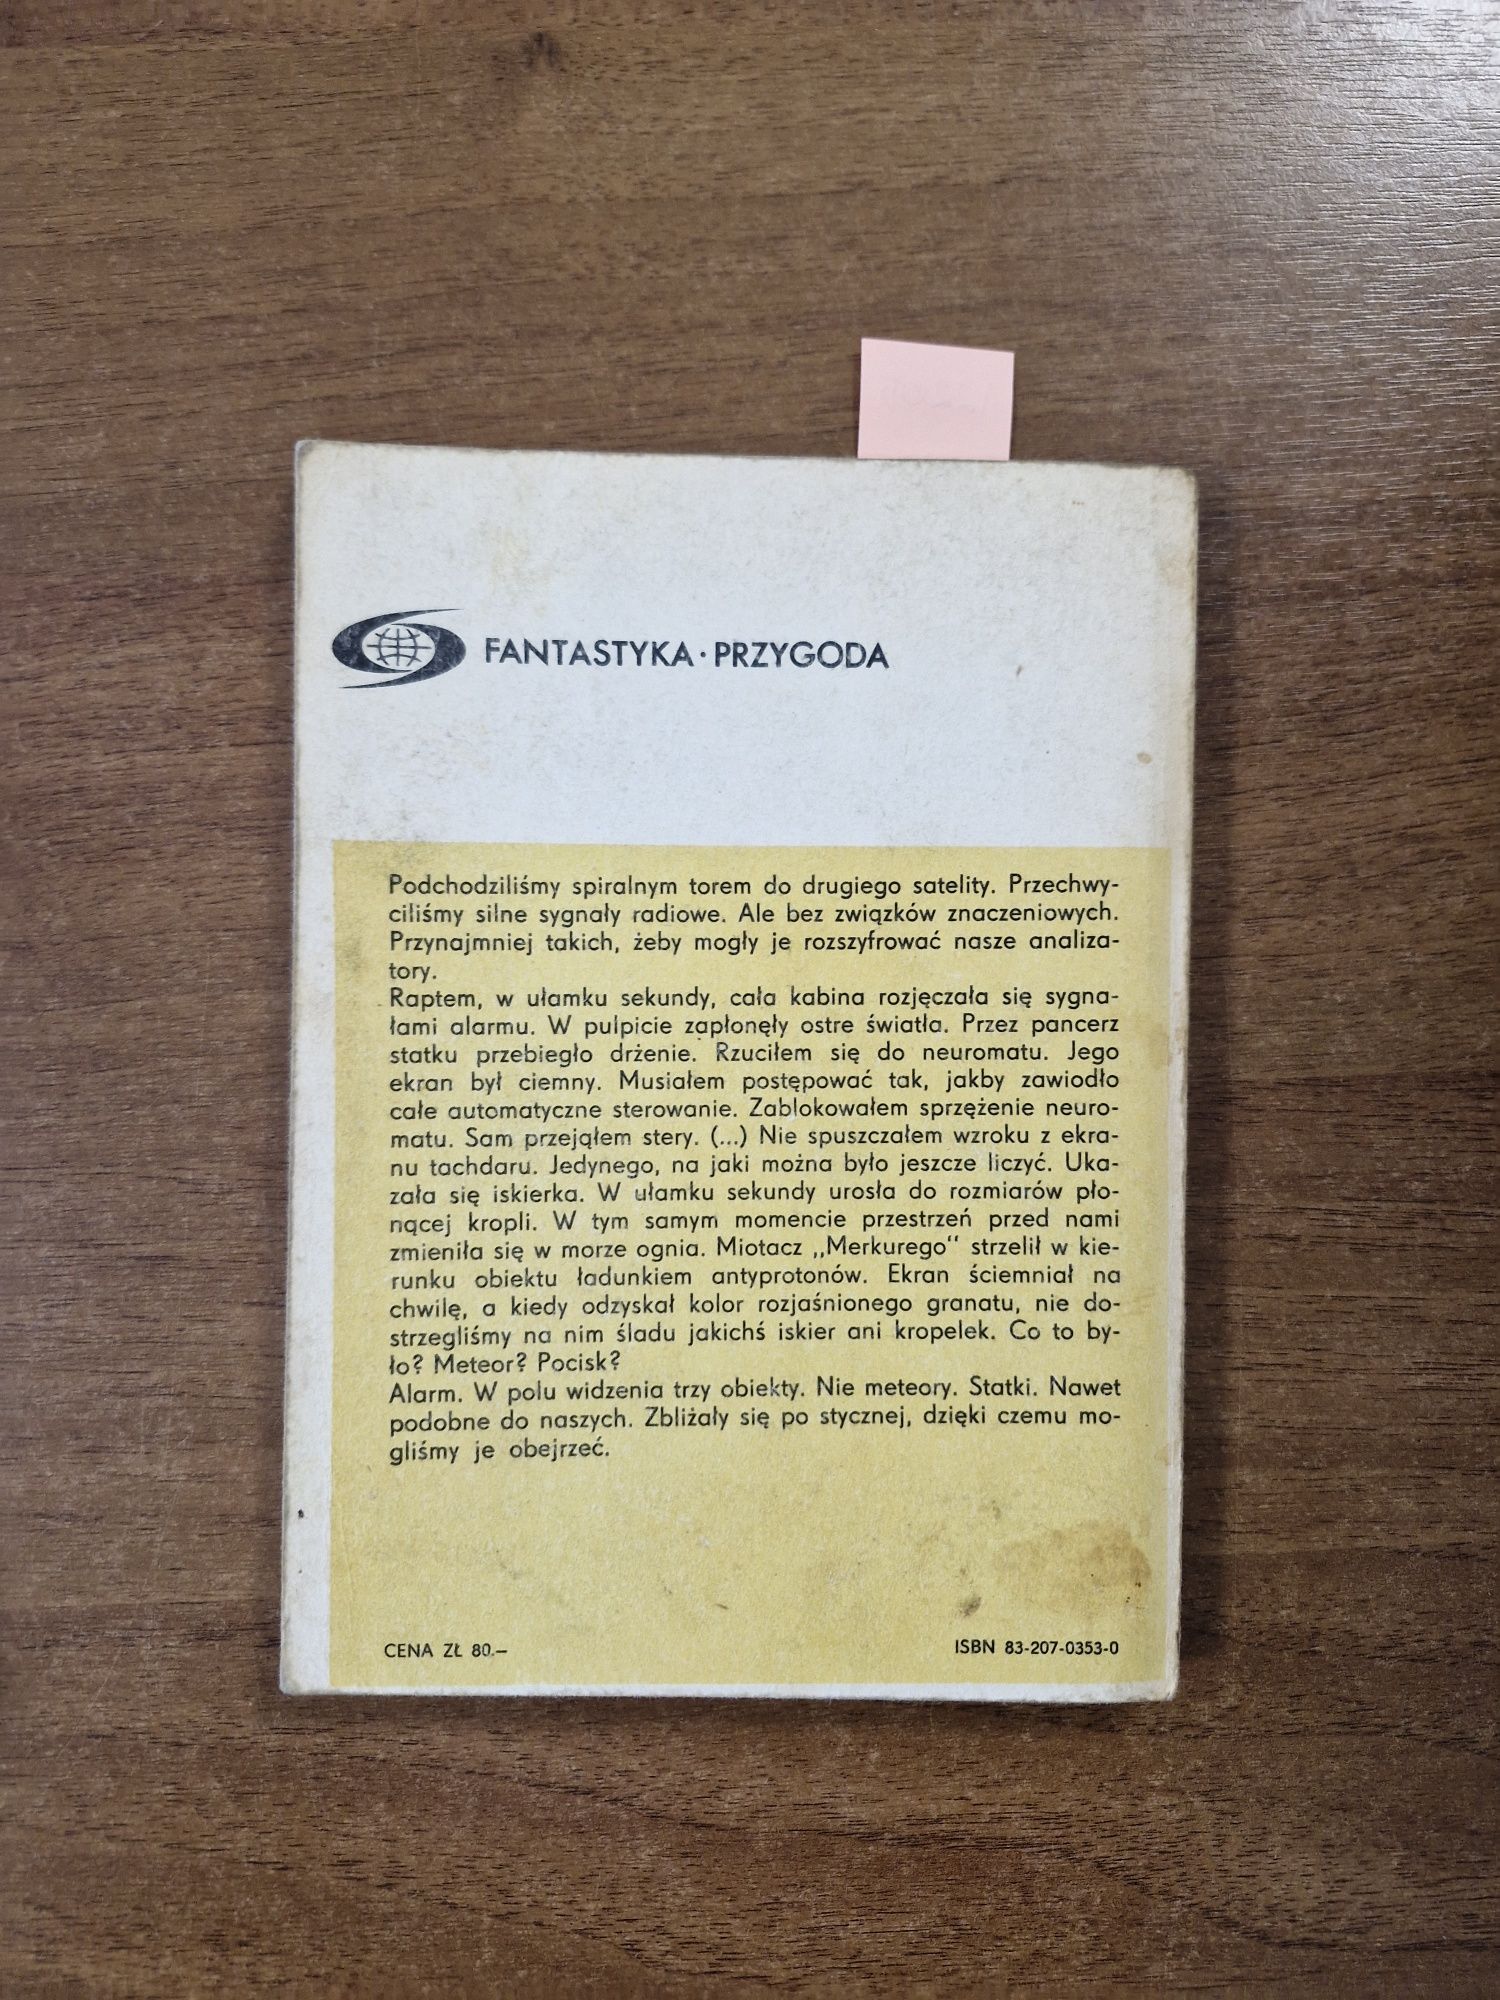 FANTASTYKA · PRZYGODA
Podchodziliśmy spiralnym torem do drugiego satelity. Przechwy-
ciliśmy silne sygnały radiowe. Ale bez związków znaczeniowych.
Przynajmniej takich, żeby mogły je rozszyfrować nasze analiza-
tory.
Raptem, w ułamku sekundy, cała kabina rozjęczała się sygna-
łami alarmu. W pulpicie zapłonęły ostre światła. Przez pancerz
statku przebiegło drżenie. Rzuciłem się do neuromatu. Jego
ekran był ciemny. Musiałem postępować tak, jakby zawiodło
całe automatyczne sterowanie. Zablokowałem sprzężenie neuro-
matu. Sam przejąłem stery. (...) Nie spuszczałem wzroku z ekra-
nu tachdaru. Jedynego, na jaki można było jeszcze liczyć. Uka-
zała się iskierka. W ułamku sekundy urosła do rozmiarów pło-
nącej kropli. W tym samym momencie przestrzeń przed nami
zmieniła się w morze ognia. Miotacz ,,Merkurego" strzelił w kie-
runku obiektu ładunkiem antyprotonów. Ekran ściemniał na
chwilę, a kiedy odzyskał kolor rozjaśnionego granatu, nie do-
strzegliśmy na nim śladu jakichś iskier ani kropelek. Co to by-
ło? Meteor? Pocisk?
Alarm. W polu widzenia trzy obiekty. Nie meteory. Statki. Nawet
podobne do naszych. Zbliżały się po stycznej, dzięki czemu mo-
gliśmy je obejrzeć.
CENA ZŁ 80.–
ISBN 83-207-0353-0